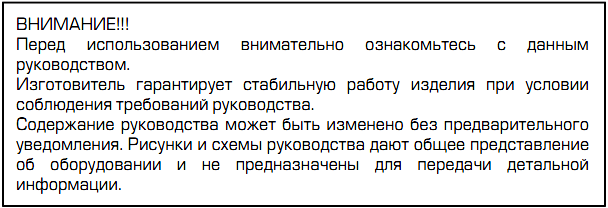 ВНИМАНИЕ!!!
Перед использованием внимательно ознакомьтесь с данным
руководством.
Изготовитель гарантирует стабильную работу изделия при условии
соблюдения требований руководства.
Содержание руководства может быть изменено без предварительного
уведомления. Рисунки и схемы руководства дают общее представление
об оборудовании и не предназначены для передачи детальной
информации.